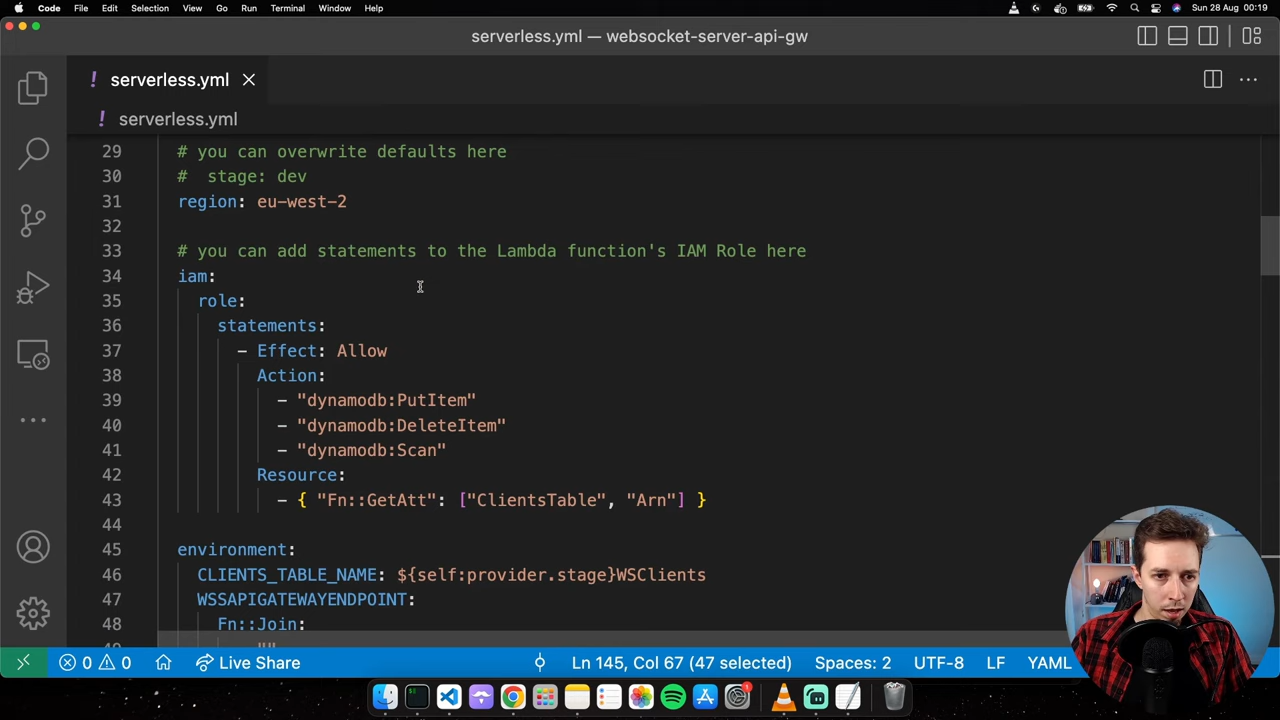 Code File Edit Selection View Go Run Terminal Window Help Sun 28 Aug 00:19
serverless.yml — websocket-server-api-gw
! serverless.yml
! serverless.yml
29 # you can overwrite defaults here
30 #  stage: dev
31 region: eu-west-2
32
33 # you can add statements to the Lambda function's IAM Role here
34 iam:
35 role:
36 statements:
37 - Effect: Allow
38 Action:
39 - "dynamodb:PutItem"
40 - "dynamodb:DeleteItem"
41 - "dynamodb:Scan"
42 Resource:
43 - { "Fn::GetAtt": ["ClientsTable", "Arn"] }
44
45 environment:
46 CLIENTS_TABLE_NAME: ${self:provider.stage}WSClients
47 WSSAPIGATEWAYENDPOINT:
48 Fn::Join:
0 0 Live Share Ln 145, Col 67 (47 selected) Spaces: 2 UTF-8 LF YAML